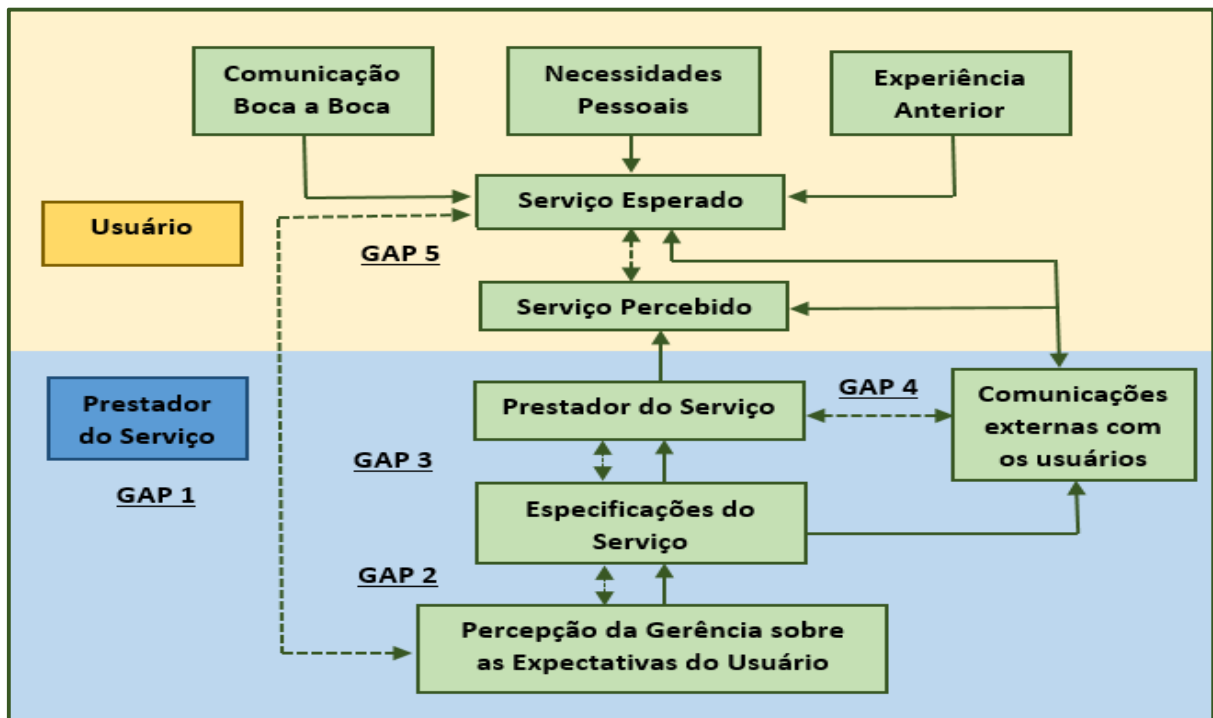 Comunicação
Boca a Boca
Necessidades
Pessoais
Experiência
Anterior
Serviço Esperado
Usuário
GAP 5
Serviço Percebido
Prestador
do Serviço
GAP 1
Prestador do Serviço
GAP 4
Comunicações
externas com
os usuários
GAP 3
Especificações do
Serviço
GAP 2
Percepção da Gerência sobre
as Expectativas do Usuário